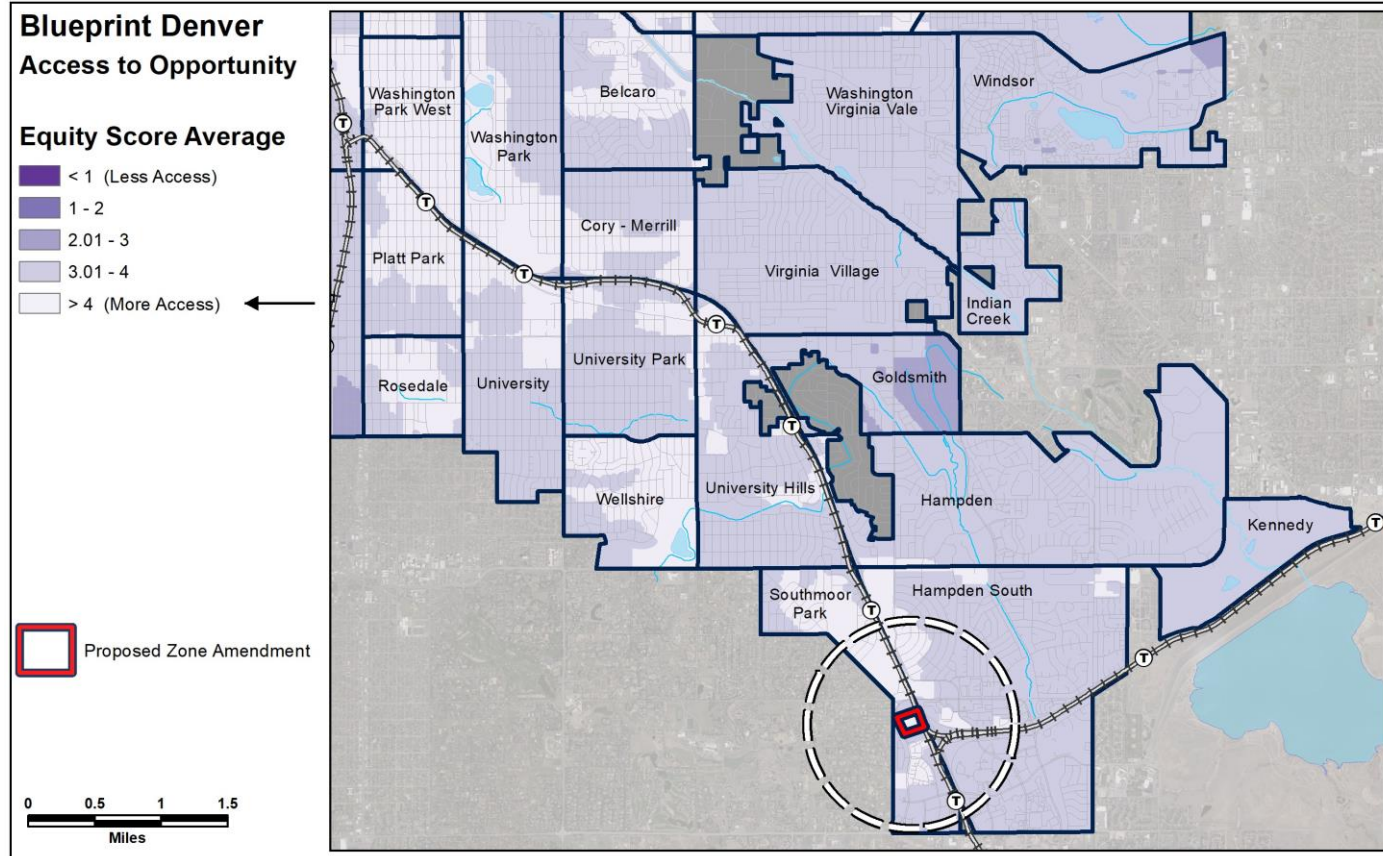 Blueprint Denver
Access to Opportunity
Equity Score Average
< 1 (Less Access)
1 - 2
2.01 - 3
3.01 - 4
> 4 (More Access)
Proposed Zone Amendment
0 0.5 1 1.5
Miles
Washington
Park West
Washington
Park
Belcaro
Washington
Virginia Vale
Windsor
Platt Park
Cory - Merrill
Virginia Village
Indian
Creek
Rosedale
University
University Park
Goldsmith
Wellshire
University Hills
Hampden
Kennedy
Southmoor
Park
Hampden South
T
T
T
T
T
T
T
T
T